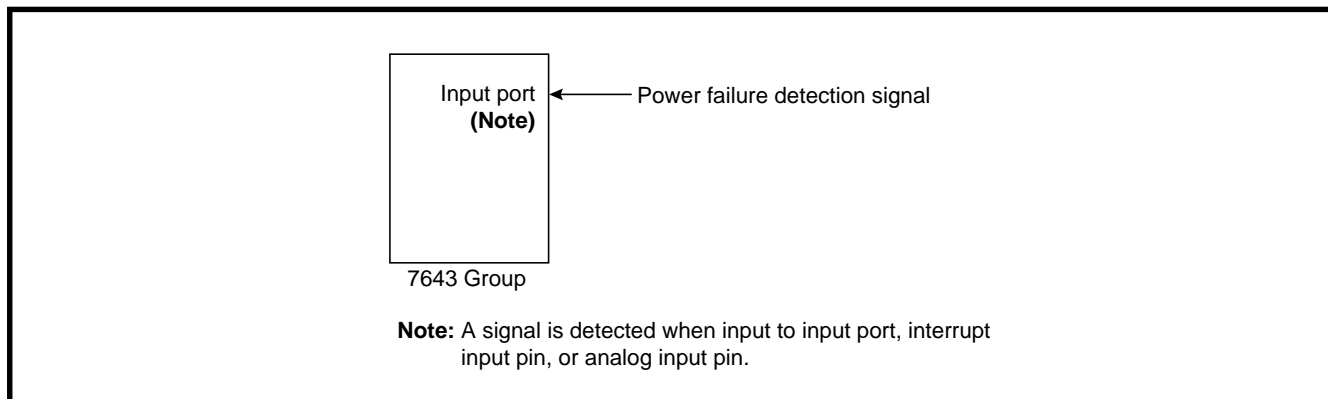 Input port
(Note)
Power failure detection signal
7643 Group
Note: A signal is detected when input to input port, interrupt
input pin, or analog input pin.